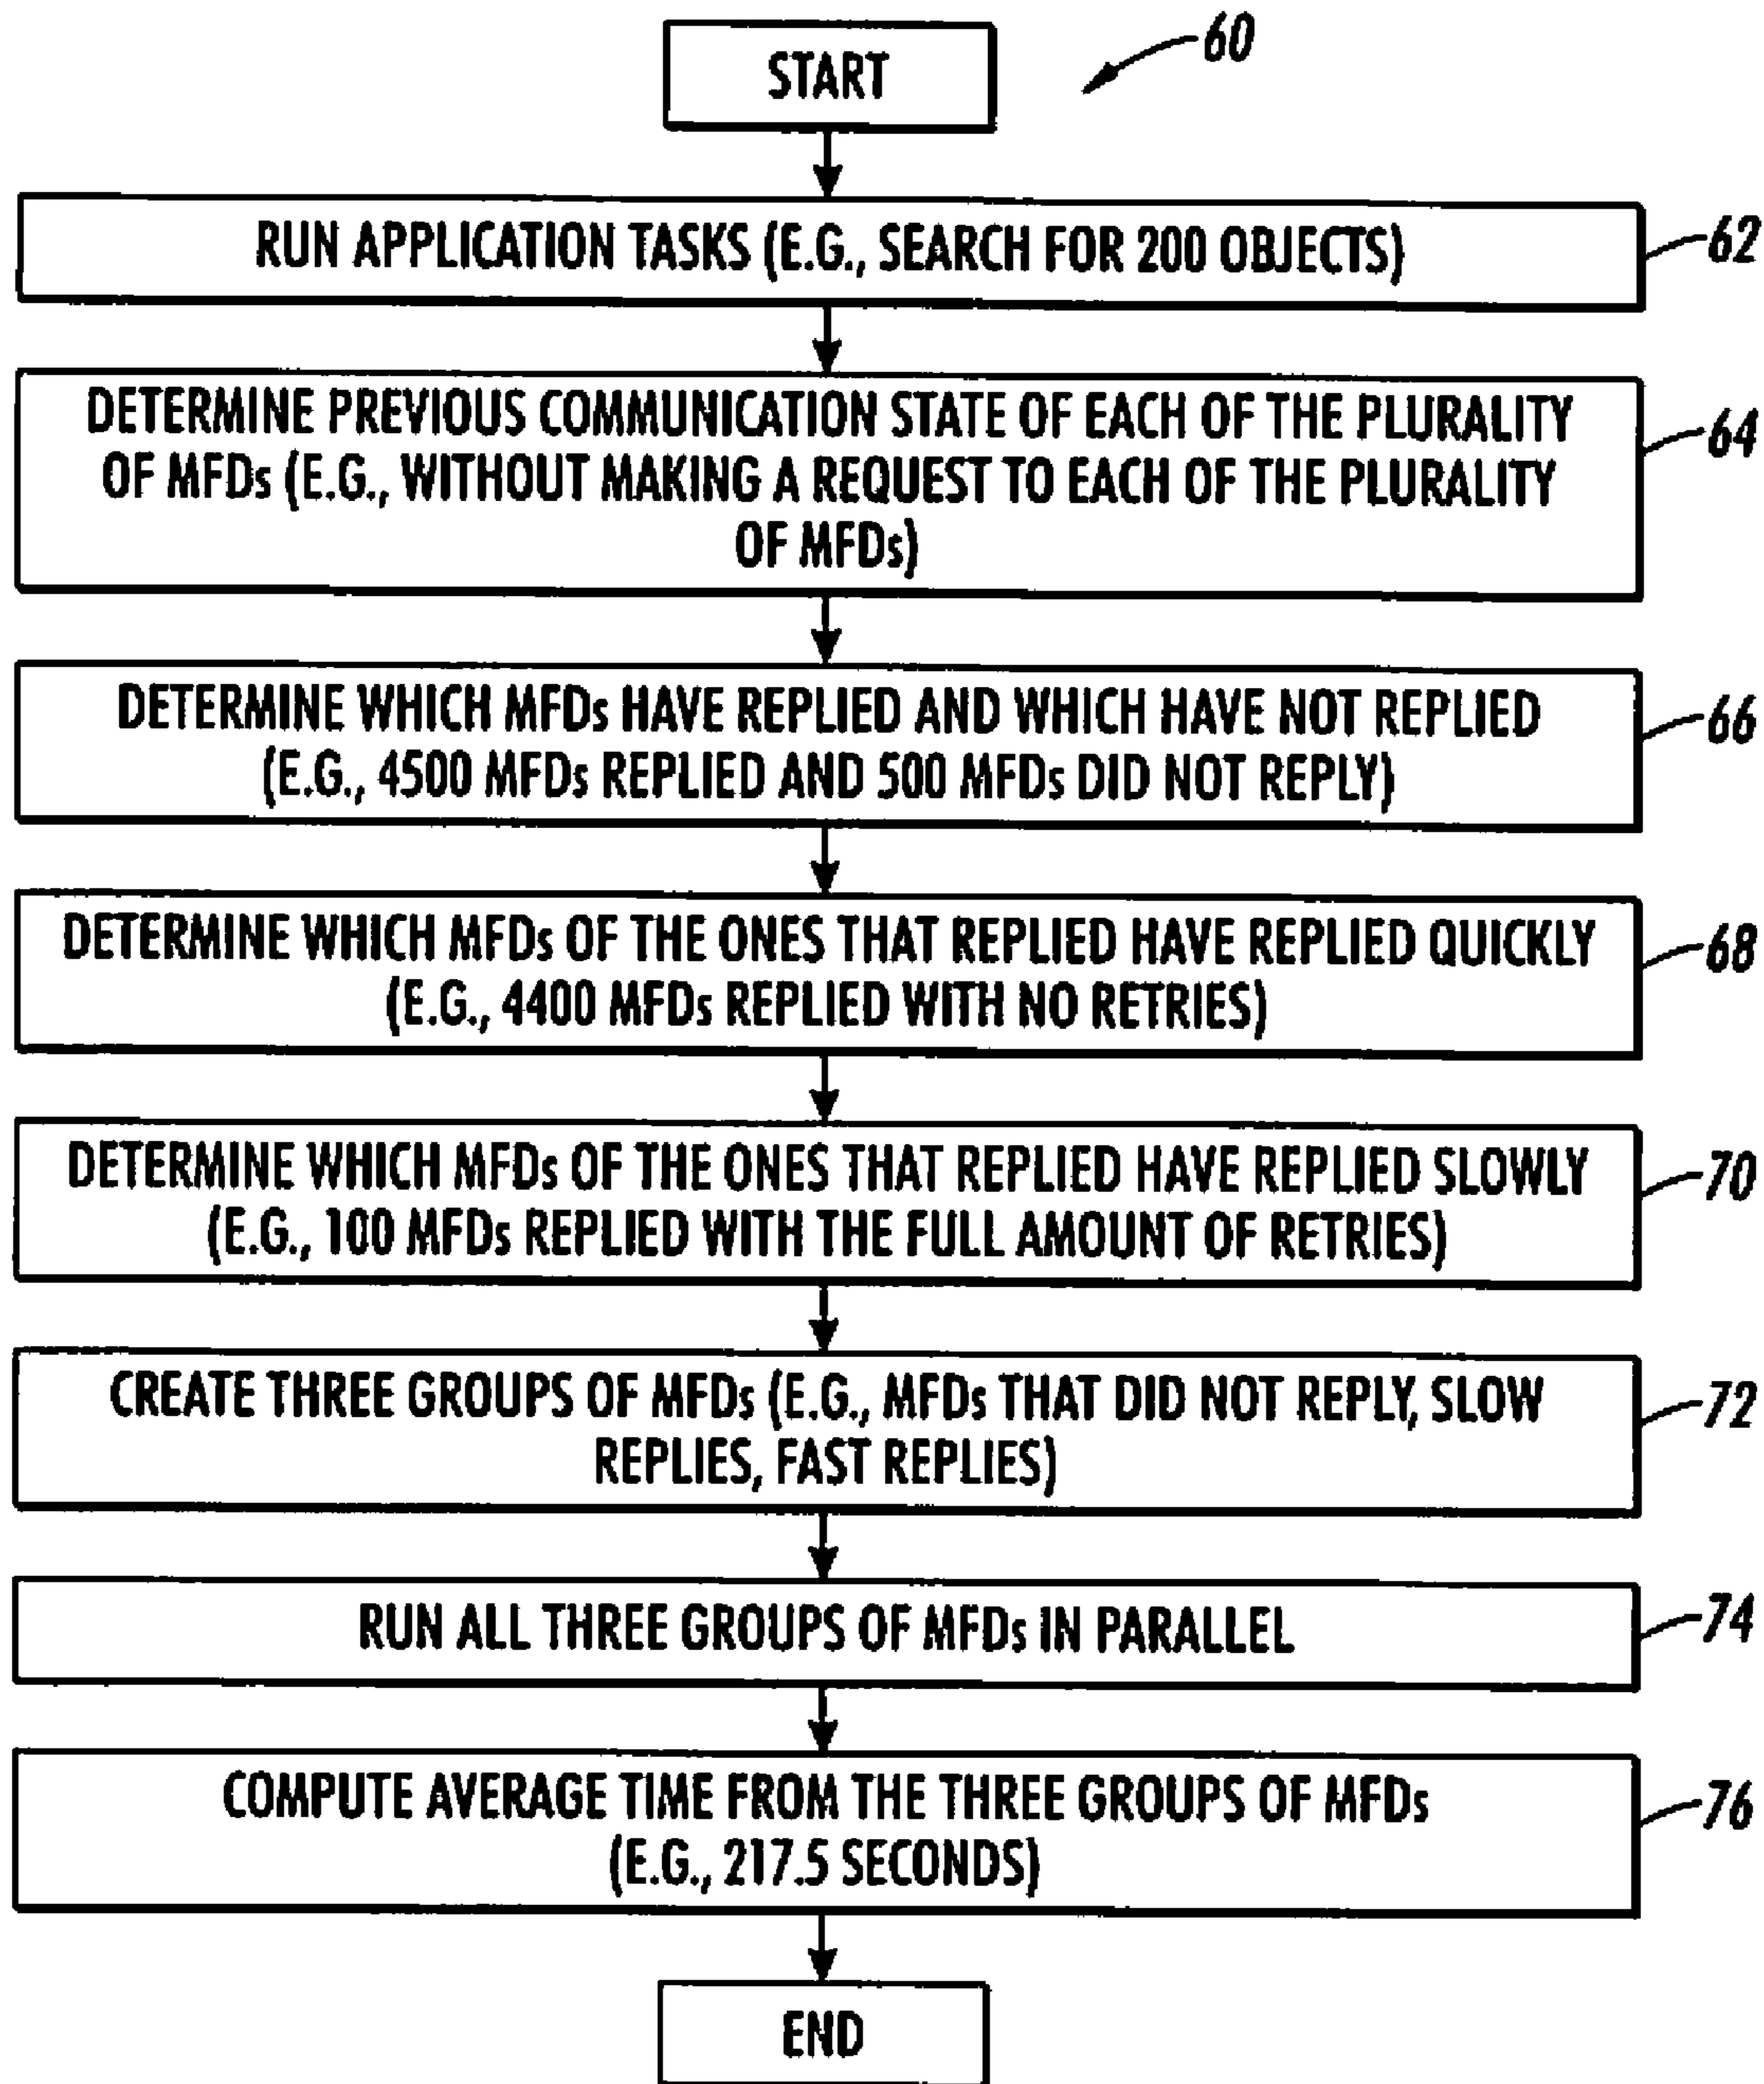 START
60
RUN APPLICATION TASKS (E.G., SEARCH FOR 200 OBJECTS)
62
DETERMINE PREVIOUS COMMUNICATION STATE OF EACH OF THE PLURALITY
OF MFDs (E.G., WITHOUT MAKING A REQUEST TO EACH OF THE PLURALITY
OF MFDs)
64
DETERMINE WHICH MFDs HAVE REPLIED AND WHICH HAVE NOT REPLIED
(E.G., 4500 MFDs REPLIED AND 500 MFDs DID NOT REPLY)
66
DETERMINE WHICH MFDs OF THE ONES THAT REPLIED HAVE REPLIED QUICKLY
(E.G., 4400 MFDs REPLIED WITH NO RETRIES)
68
DETERMINE WHICH MFDs OF THE ONES THAT REPLIED HAVE REPLIED SLOWLY
(E.G., 100 MFDs REPLIED WITH THE FULL AMOUNT OF RETRIES)
70
CREATE THREE GROUPS OF MFDs (E.G., MFDs THAT DID NOT REPLY, SLOW
REPLIES, FAST REPLIES)
72
RUN ALL THREE GROUPS OF MFDs IN PARALLEL
74
COMPUTE AVERAGE TIME FROM THE THREE GROUPS OF MFDs
(E.G., 217.5 SECONDS)
76
END